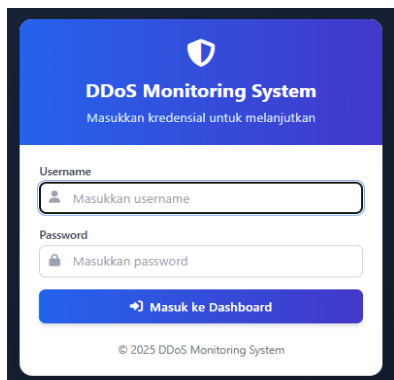 DDoS Monitoring System
Masukkan kredensial untuk melanjutkan
Username
Masukkan username
Password
Masukkan password
Masuk ke Dashboard
© 2025 DDoS Monitoring System